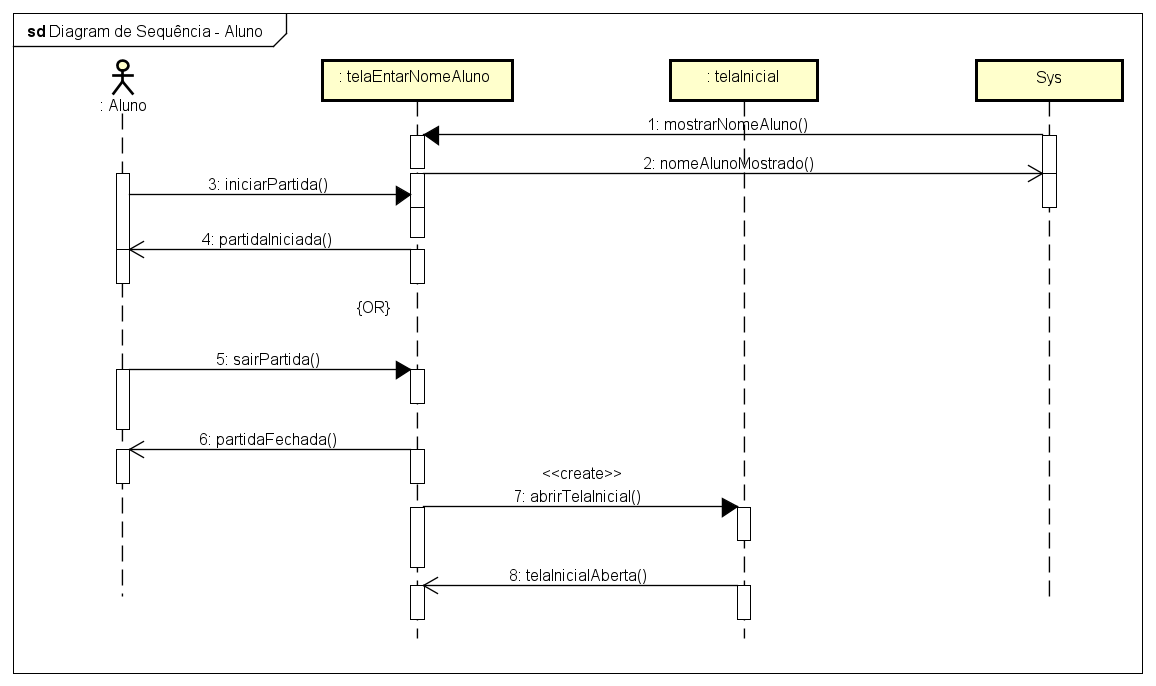 sd Diagram de Sequência - Aluno
: Aluno
: telaEntarNomeAluno
: telaInicial
Sys
1: mostrarNomeAluno()
2: nomeAlunoMostrado()
3: iniciarPartida()
4: partidaIniciada()
{OR}
5: sairPartida()
6: partidaFechada()
<<create>>
7: abrirTelaInicial()
8: telaInicialAberta()